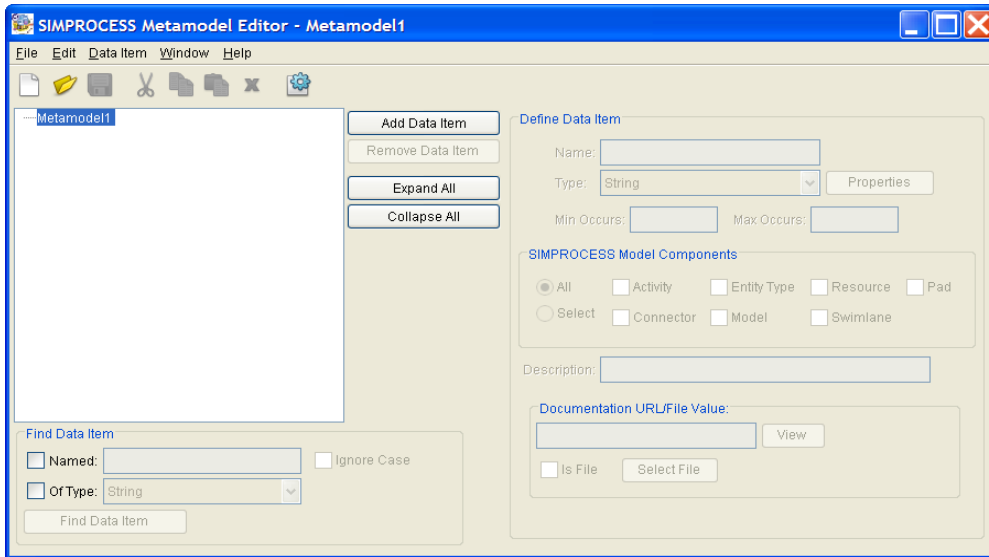 SIMPROCESS Metamodel Editor - Metamodel1
File Edit Data Item Window Help
Metamodel1
Add Data Item
Remove Data Item
Expand All
Collapse All
Define Data Item
Name:
Type: String Properties
Min Occurs: Max Occurs:
SIMPROCESS Model Components
All Activity Entity Type Resource Pad
Select Connector Model Swimlane
Description:
Documentation URL/File Value:
View
Is File Select File
Find Data Item
Named: Ignore Case
Of Type: String
Find Data Item